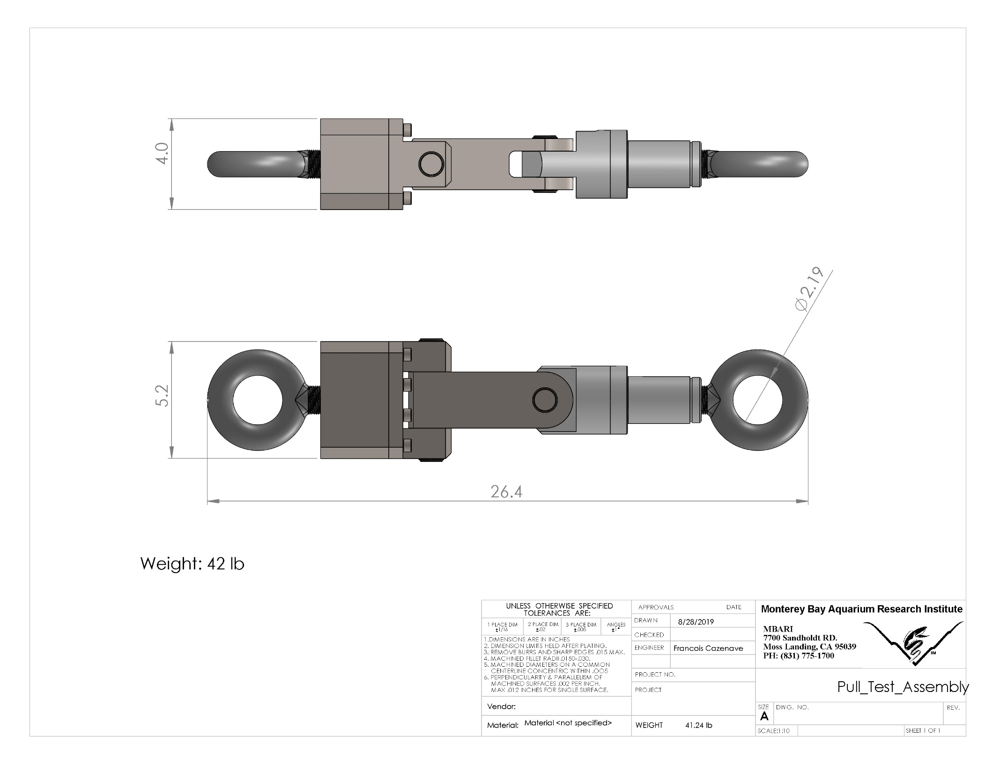 4.0
Ø2.19
5.2
26.4
Weight: 42 lb
UNLESS OTHERWISE SPECIFIED
TOLERANCES ARE:
1 PLACE DIM
±1/16
2 PLACE DIM
±.02
3 PLACE DIM
±.005
ANGLES
±1°
1.DIMENSIONS ARE IN INCHES
2. DIMENSION LIMITS HELD AFTER PLATING.
3. REMOVE BURRS AND SHARP EDGES .015 MAX.
4. MACHINED FILLET RADII .0150-.030.
5. MACHINED DIAMETERS ON A COMMON
CENTERLINE CONCENTRIC WITHIN .OO5
6. PERPENDICULARITY & PARALLELISM OF
MACHINED SURFACES .002 PER INCH.
MAX .012 INCHES FOR SINGLE SURFACE.
Vendor:
Material: Material <not specified>
APPROVALS DATE
DRAWN 8/28/2019
CHECKED
ENGINEER Francois Cazenave
PROJECT NO.
PROJECT
WEIGHT 41.24 lb
Monterey Bay Aquarium Research Institute
MBARI
7700 Sandholdt RD.
Moss Landing, CA 95039
PH: (831) 775-1700
SM
Pull_Test_Assembly
SIZE
A
DWG. NO.
REV.
SCALE:1:10
SHEET 1 OF 1